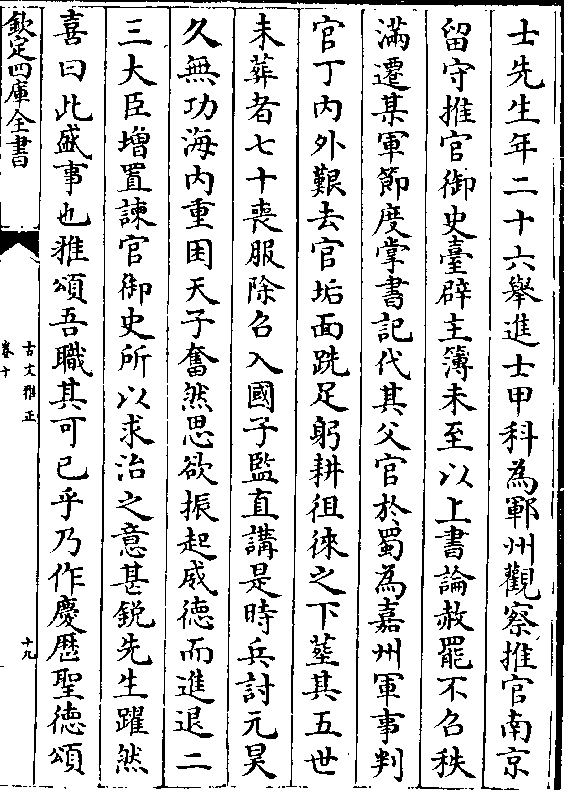 士先生年二十六舉進士甲科為鄆州觀察推官南京
留守推官御史臺辟主簿未至以上書論赦罷不召秩
滿遷某軍節度掌書記代其父官於蜀為嘉州軍事判
官丁內外艱去官垢面跣足躬耕徂徠之下塟其五世
未葬者七十喪服除召入國子監直講是時兵討元昊
久無功海內重困天子奮然思欲振起威德而進退二
三大臣增置諫官御史所以求治之意甚銳先生躍然
喜曰此盛事也雅頌吾職其可已乎乃作慶厯聖德頌
欽定四庫全書
古文雅正
卷十
十九